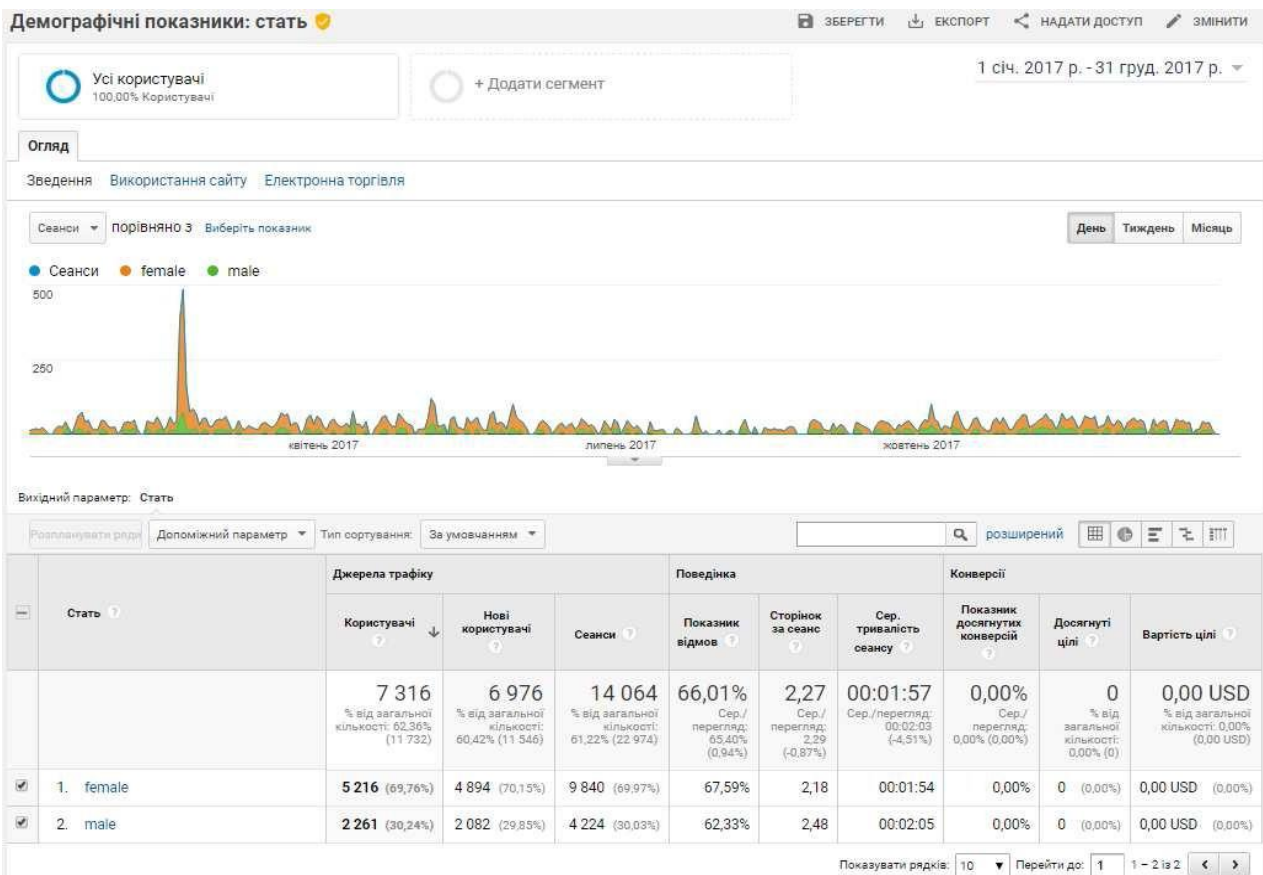 Демографічні показники: стать
ЗБЕРЕГТИ ЕКСПОРТ НАДАТИ ДОСТУП ЗМІНИТИ
Усі користувачі
100,00% Користувачі
+ Додати сегмент
1 січ. 2017 р. - 31 груд. 2017 р.
Огляд
Зведення Використання сайту Електронна торгівля
Сеанси порівняно з Виберіть показник
День Тиждень Місяць
Сеанси female male
500
250
квітень 2017 липень 2017 жовтень 2017
Вихідний параметр: Стать
Розпланувати ряди Допоміжний параметр Тип сортування: За умовчанням розширений
Джерела трафіку Поведінка Конверсії
Стать ?
Користувачі ?
Нові користувачі ?
Сеанси ?
Показник відмов ?
Сторінок за сеанс ?
Сер. тривалість сеансу ?
Показник досягнутих конверсій ?
Досягнуті цілі ?
Вартість цілі ?
7 316 6 976 14 064 66,01% 2,27 00:01:57 0,00% 0 0,00 USD
% від загальної кількості: 62,36% (11 732)
% від загальної кількості: 60,42% (11 546)
% від загальної кількості: 61,22% (22 974)
Сер./перегляд: 65,40% (0,94%)
Сер./перегляд: 2,29 (-0,87%)
Сер./перегляд: 00:02:03 (-4,51%)
Сер./перегляд: 0,00% (0,00%)
% від загальної кількості: 0,00% (0)
% від загальної кількості: 0,00% (0,00 USD)
1. female 5 216 (69,76%) 4 894 (70,15%) 9 840 (69,97%) 67,59% 2,18 00:01:54 0,00% 0 (0,00%) 0,00 USD (0,00%)
2. male 2 261 (30,24%) 2 082 (29,85%) 4 224 (30,03%) 62,33% 2,48 00:02:05 0,00% 0 (0,00%) 0,00 USD (0,00%)
Показувати рядків: 10 Перейти до: 1 1 – 2 із 2